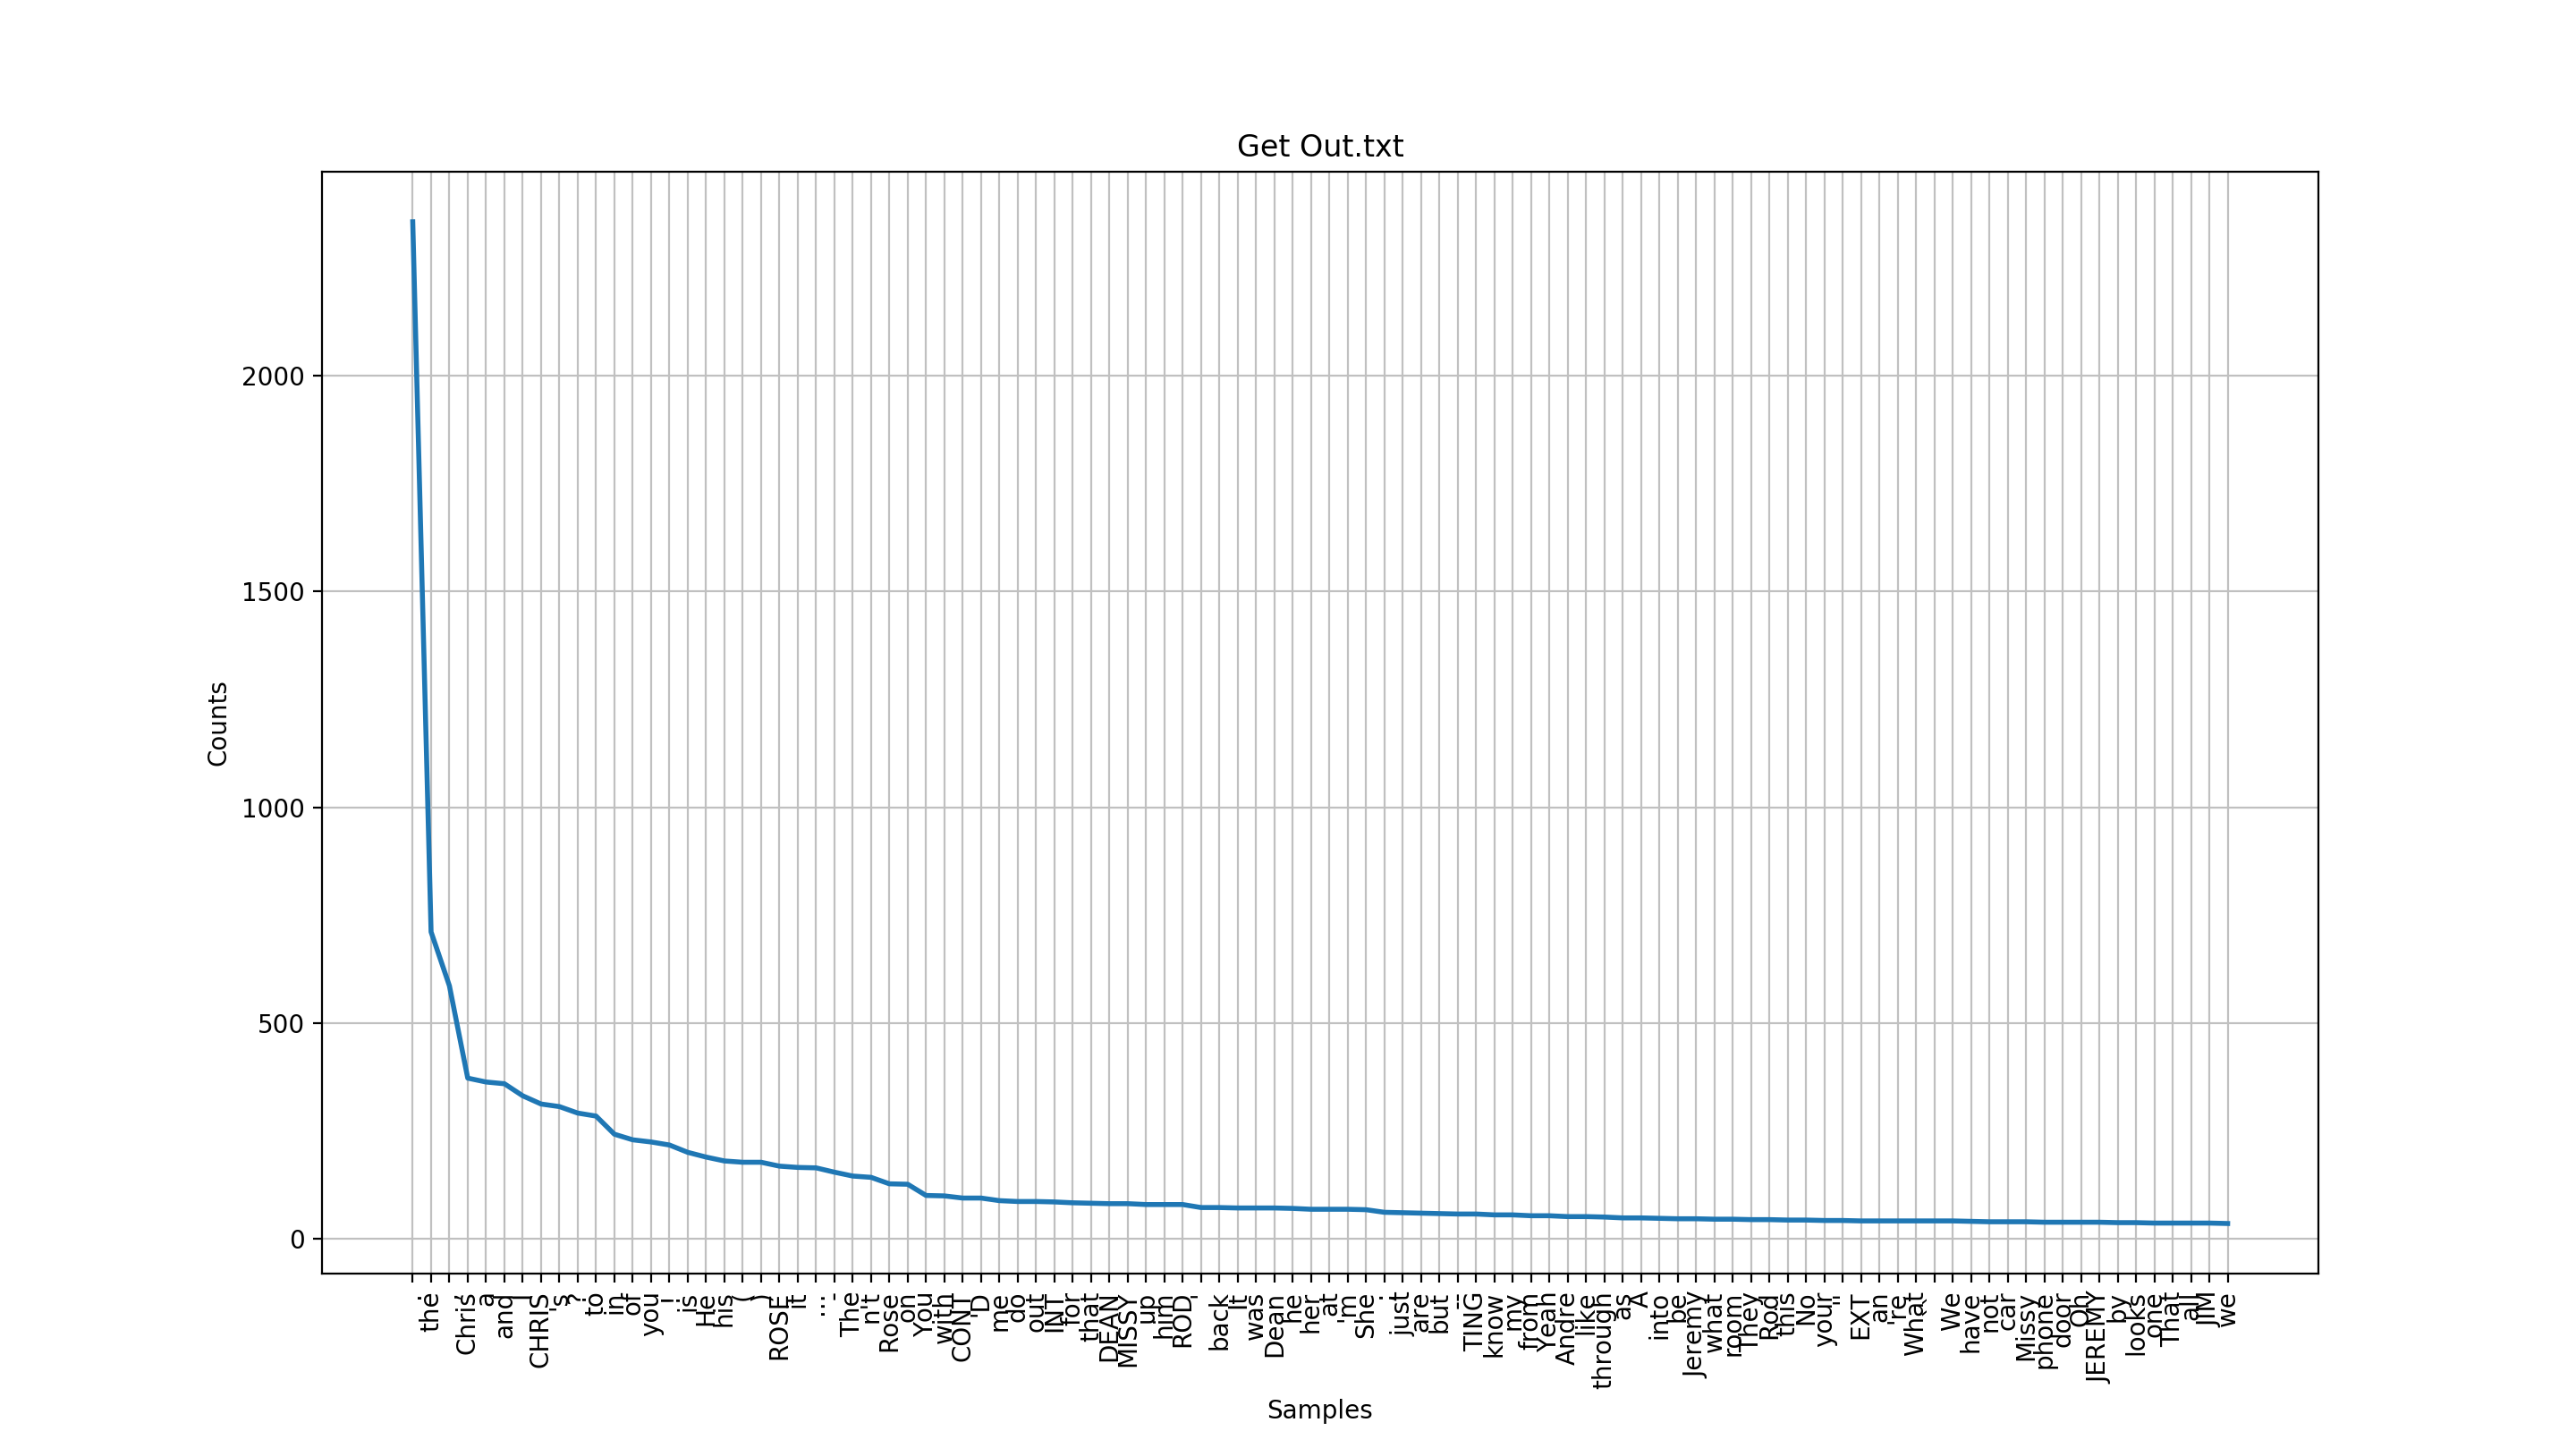 Get Out.txt
Counts
2000
1500
1000
500
0
.
the
,
Chris
a
and
I
CHRIS
's
?
to
in
of
you
!
is
He
his
(
)
ROSE
it
...
-
The
n't
Rose
on
You
with
CONT
'D
me
do
out
INT
for
that
DEAN
MISSY
up
him
ROD
'
back
It
was
Dean
he
her
at
'm
She
:
just
are
but
--
TING
know
my
from
Yeah
Andre
like
through
as
A
into
be
Jeremy
what
room
They
Rod
this
No
your
"
EXT
an
're
What
We
have
not
car
Missy
phone
door
Oh
JEREMY
by
looks
one
That
all
JIM
we
Samples